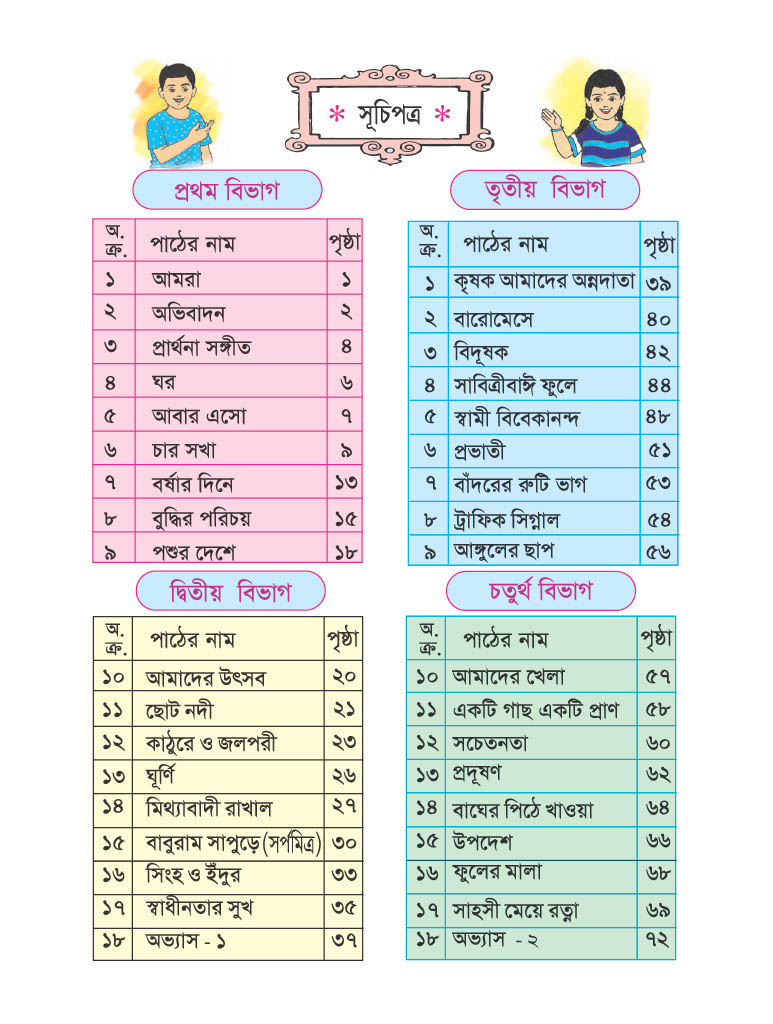 * সূচিপত্র *
প্রথম বিভাগ
অ. ক্র. পাঠের নাম পৃষ্ঠা
১ আমরা ১
২ অভিবাদন ২
৩ প্রার্থনা সঙ্গীত ৪
৪ ঘর ৬
৫ আবার এসো ৭
৬ চার সখা ৯
৭ বর্ষার দিনে ১৩
৮ বুদ্ধির পরিচয় ১৫
৯ পশুর দেশে ১৮
দ্বিতীয় বিভাগ
অ. ক্র. পাঠের নাম পৃষ্ঠা
১০ আমাদের উৎসব ২০
১১ ছোট নদী ২১
১২ কাঠুরে ও জলপরী ২৩
১৩ ঘূর্ণি ২৬
১৪ মিথ্যাবাদী রাখাল ২৭
১৫ বাবুরাম সাপুড়ে (সর্পমিত্র) ৩০
১৬ সিংহ ও ইঁদুর ৩৩
১৭ স্বাধীনতার সুখ ৩৫
১৮ অভ্যাস - ১ ৩৭
তৃতীয় বিভাগ
অ. ক্র. পাঠের নাম পৃষ্ঠা
১ কৃষক আমাদের অন্নদাতা ৩৯
২ বারোমেসে ৪০
৩ বিদূষক ৪২
৪ সাবিত্রীবাঈ ফুলে ৪৪
৫ স্বামী বিবেকানন্দ ৪৮
৬ প্রভাতী ৫১
৭ বাঁদরের রুটি ভাগ ৫৩
৮ ট্রাফিক সিগ্নাল ৫৪
৯ আঙ্গুলের ছাপ ৫৬
চতুর্থ বিভাগ
অ. ক্র. পাঠের নাম পৃষ্ঠা
১০ আমাদের খেলা ৫৭
১১ একটি গাছ একটি প্রাণ ৫৮
১২ সচেতনতা ৬০
১৩ প্রদূষণ ৬২
১৪ বাঘের পিঠে খাওয়া ৬৪
১৫ উপদেশ ৬৬
১৬ ফুলের মালা ৬৮
১৭ সাহসী মেয়ে রত্না ৬৯
১৮ অভ্যাস - ২ ৭২